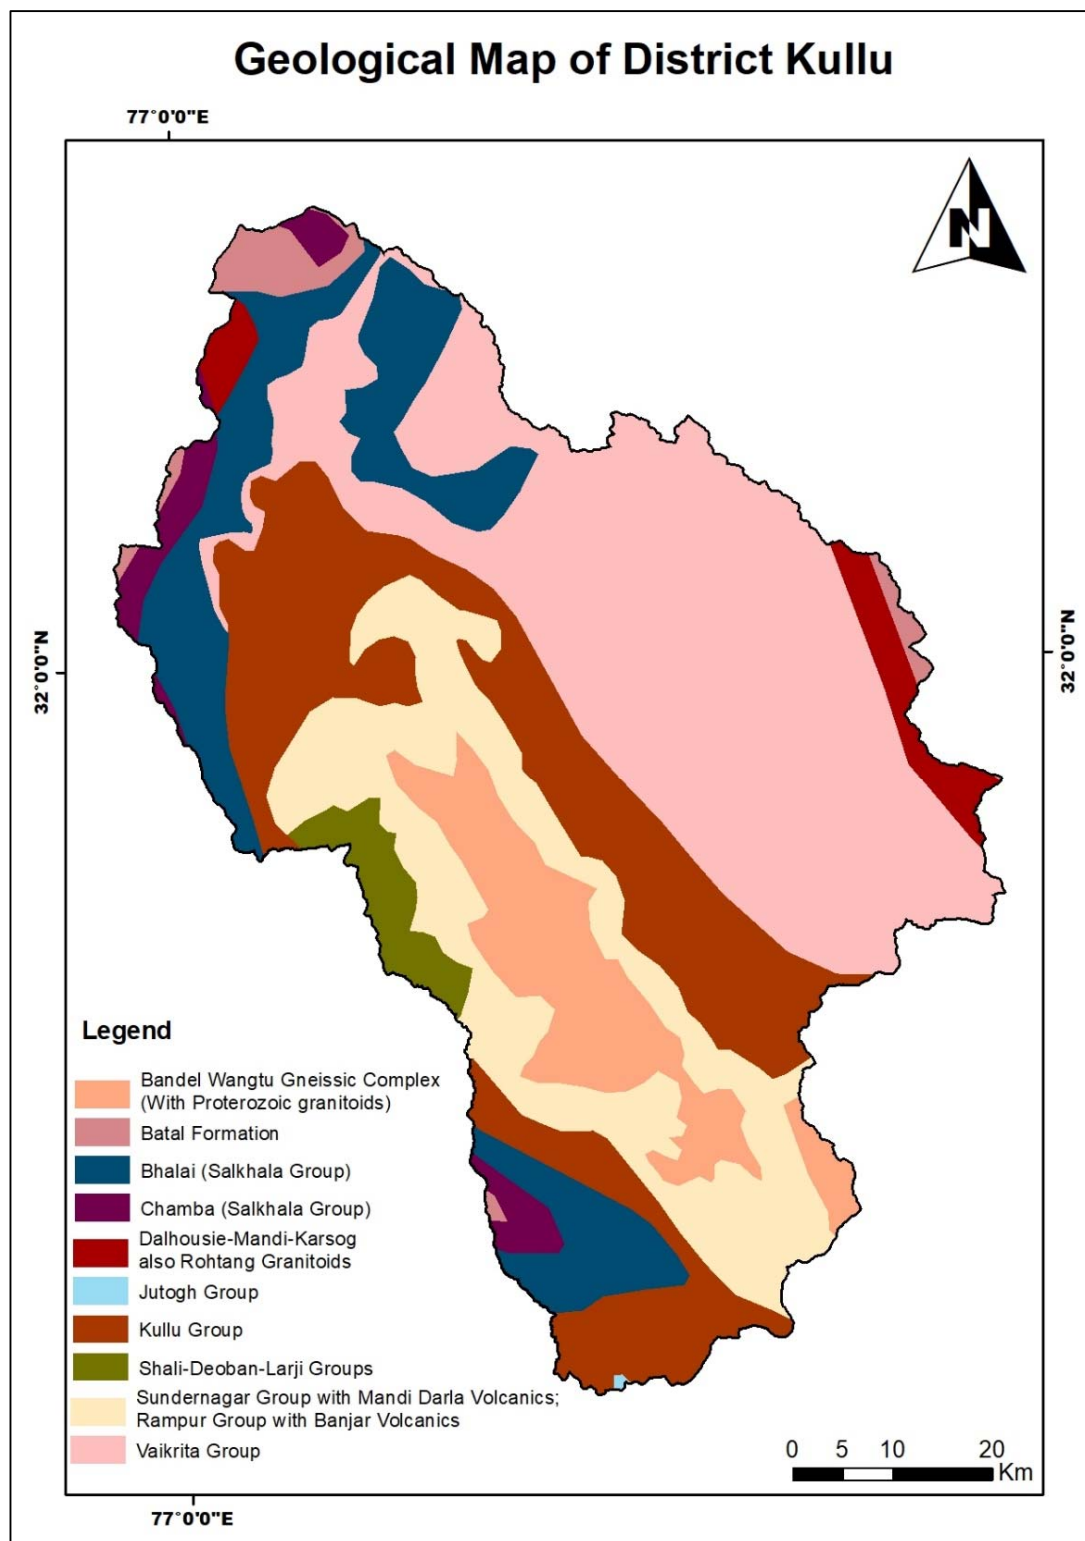 Geological Map of District Kullu
77°0'0"E
N
32°0'0"N
32°0'0"N
Legend
Bandel Wangtu Gneissic Complex
(With Proterozoic granitoids)
Batal Formation
Bhalai (Salkhala Group)
Chamba (Salkhala Group)
Dalhousie-Mandi-Karsog
also Rohtang Granitoids
Jutogh Group
Kullu Group
Shali-Deoban-Larji Groups
Sundernagar Group with Mandi Darla Volcanics;
Rampur Group with Banjar Volcanics
Vaikrita Group
0 5 10 20
Km
77°0'0"E